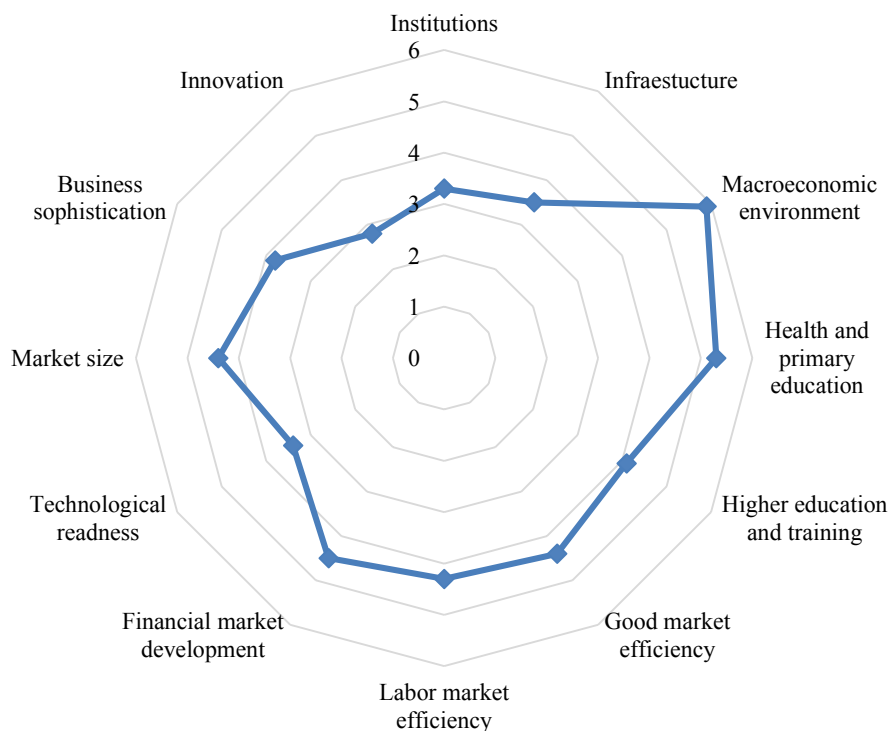 Institutions
Infraestucture
Macroeconomic
environment
Health and
primary
education
Higher education
and training
Good market
efficiency
Labor market
efficiency
Financial market
development
Technological
readness
Market size
Business
sophistication
Innovation
6
5
4
3
2
1
0